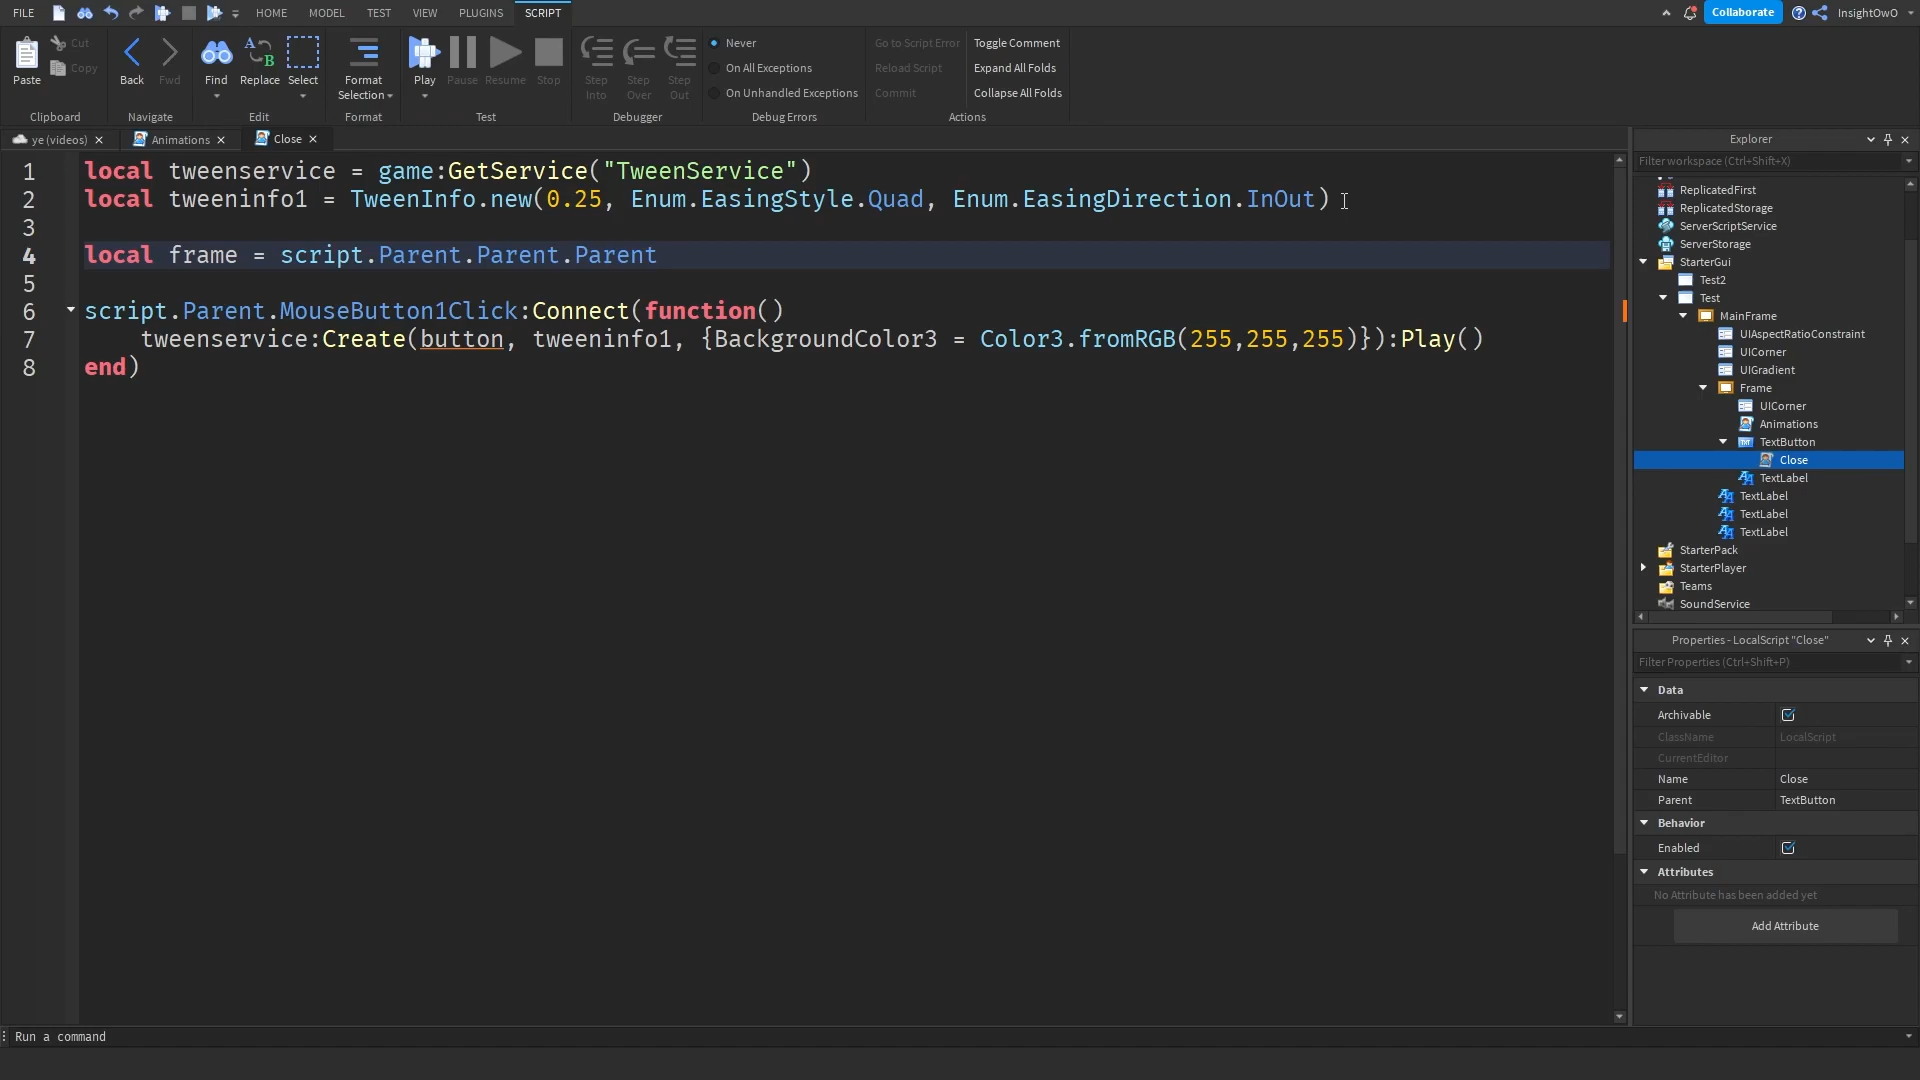 FILE HOME MODEL TEST VIEW PLUGINS SCRIPT Collaborate InsightOwO
Paste Cut Copy
Clipboard
Back Fwd
Navigate
Find Replace Select
Edit
Format Selection
Format
Play Pause Resume Stop
Test
Step Into Step Over Step Out
Debugger
Never
On All Exceptions
On Unhandled Exceptions
Debug Errors
Go to Script Error Toggle Comment
Reload Script Expand All Folds
Commit Collapse All Folds
Actions
ye (videos) Animations Close
1 local tweenservice = game:GetService("TweenService")
2 local tweeninfo1 = TweenInfo.new(0.25, Enum.EasingStyle.Quad, Enum.EasingDirection.InOut)
3
4 local frame = script.Parent.Parent.Parent
5
6 script.Parent.MouseButton1Click:Connect(function()
7 tweenservice:Create(button, tweeninfo1, {BackgroundColor3 = Color3.fromRGB(255,255,255)}):Play()
8 end)
Explorer
Filter workspace (Ctrl+Shift+X)
ReplicatedFirst
ReplicatedStorage
ServerScriptService
ServerStorage
StarterGui
Test2
Test
MainFrame
UIAspectRatioConstraint
UICorner
UIGradient
Frame
UICorner
Animations
TextButton
Close
TextLabel
TextLabel
TextLabel
TextLabel
StarterPack
StarterPlayer
Teams
SoundService
Properties - LocalScript "Close"
Filter Properties (Ctrl+Shift+P)
Data
Archivable
ClassName LocalScript
CurrentEditor
Name Close
Parent TextButton
Behavior
Enabled
Attributes
No Attribute has been added yet
Add Attribute
Run a command